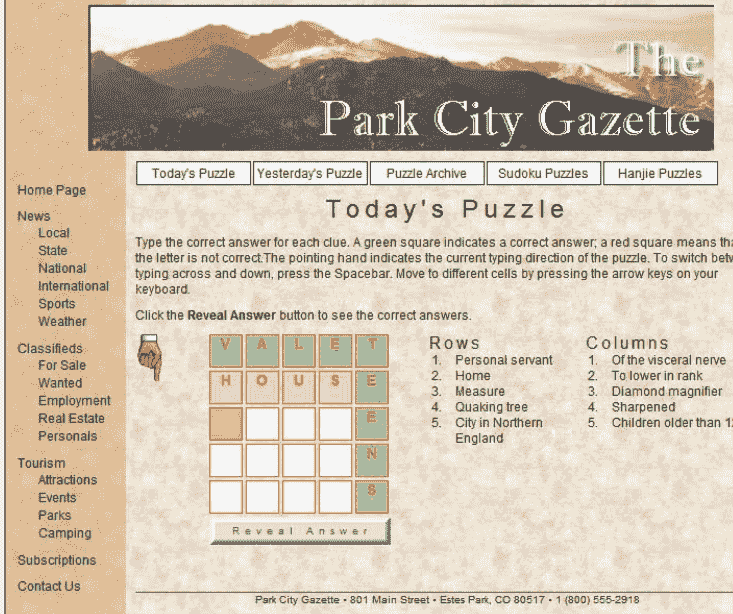 The
Park City Gazette
Today's Puzzle
Yesterday's Puzzle
Puzzle Archive
Sudoku Puzzles
Hanjie Puzzles
Home Page
News
Local
State
National
International
Sports
Weather
Classifieds
For Sale
Wanted
Employment
Real Estate
Personals
Tourism
Attractions
Events
Parks
Camping
Subscriptions
Contact Us
Today's Puzzle
Type the correct answer for each clue. A green square indicates a correct answer; a red square means
the letter is not correct.The pointing hand indicates the current typing direction of the puzzle. To switch
typing across and down, press the Spacebar. Move to different cells by pressing the arrow keys on your
keyboard.
Click the Reveal Answer button to see the correct answers.
V A L E T
H O U S E
E
N
S
Reveal Answer
Rows
1. Personal servant
2. Home
3. Measure
4. Quaking tree
5. City in Northern
England
Columns
1. Of the visceral nerve
2. To lower in rank
3. Diamond magnifier
4. Sharpened
5. Children older than
Park City Gazette • 801 Main Street • Estes Park, CO 80517 • 1 (800) 555-2918